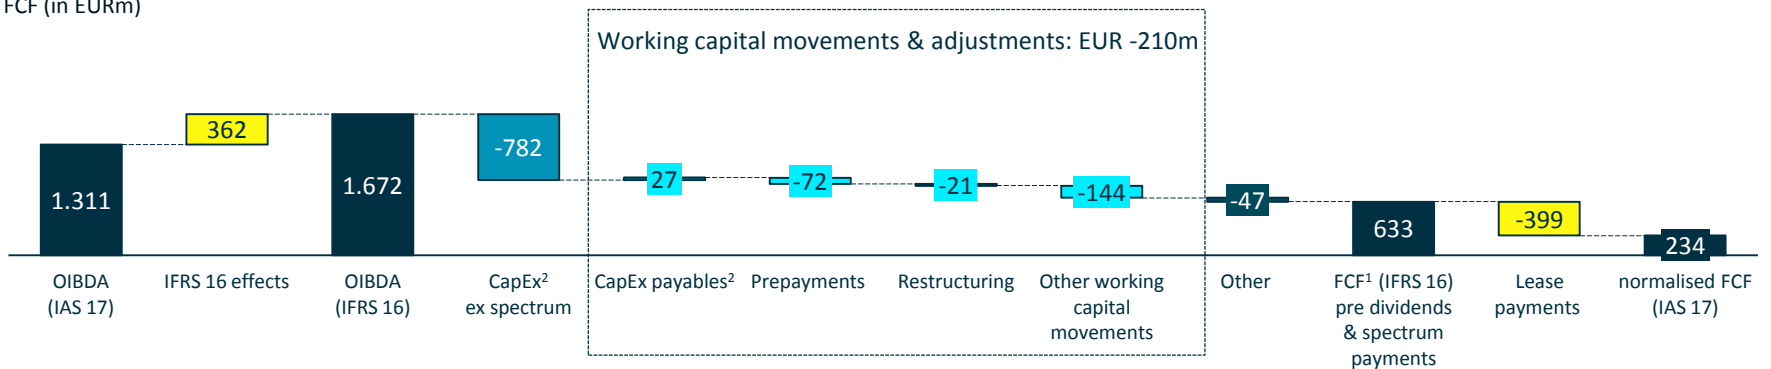 FCF (in EURm)
Working capital movements & adjustments: EUR -210m
1.311
362
1.672
-782
27
-72
-21
-144
-47
633
-399
234
OIBDA
(IAS 17)
IFRS 16 effects
OIBDA
(IFRS 16)
CapEx²
ex spectrum
CapEx payables²
Prepayments
Restructuring
Other working
capital
movements
Other
FCF¹ (IFRS 16)
pre dividends
& spectrum
payments
Lease
payments
normalised FCF
(IAS 17)